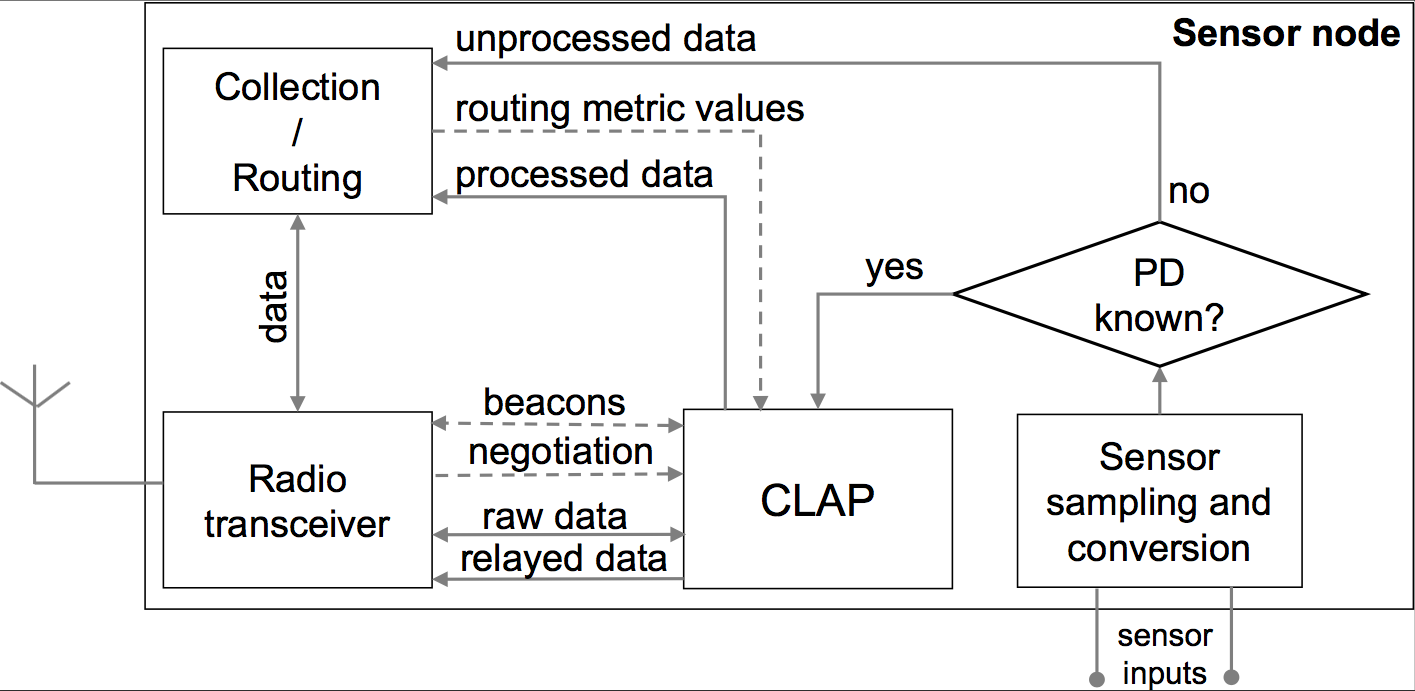 Sensor node
unprocessed data
Collection
/
Routing
routing metric values
processed data
no
yes
PD
known?
data
beacons
negotiation
raw data
relayed data
Radio
transceiver
CLAP
Sensor
sampling and
conversion
sensor
inputs